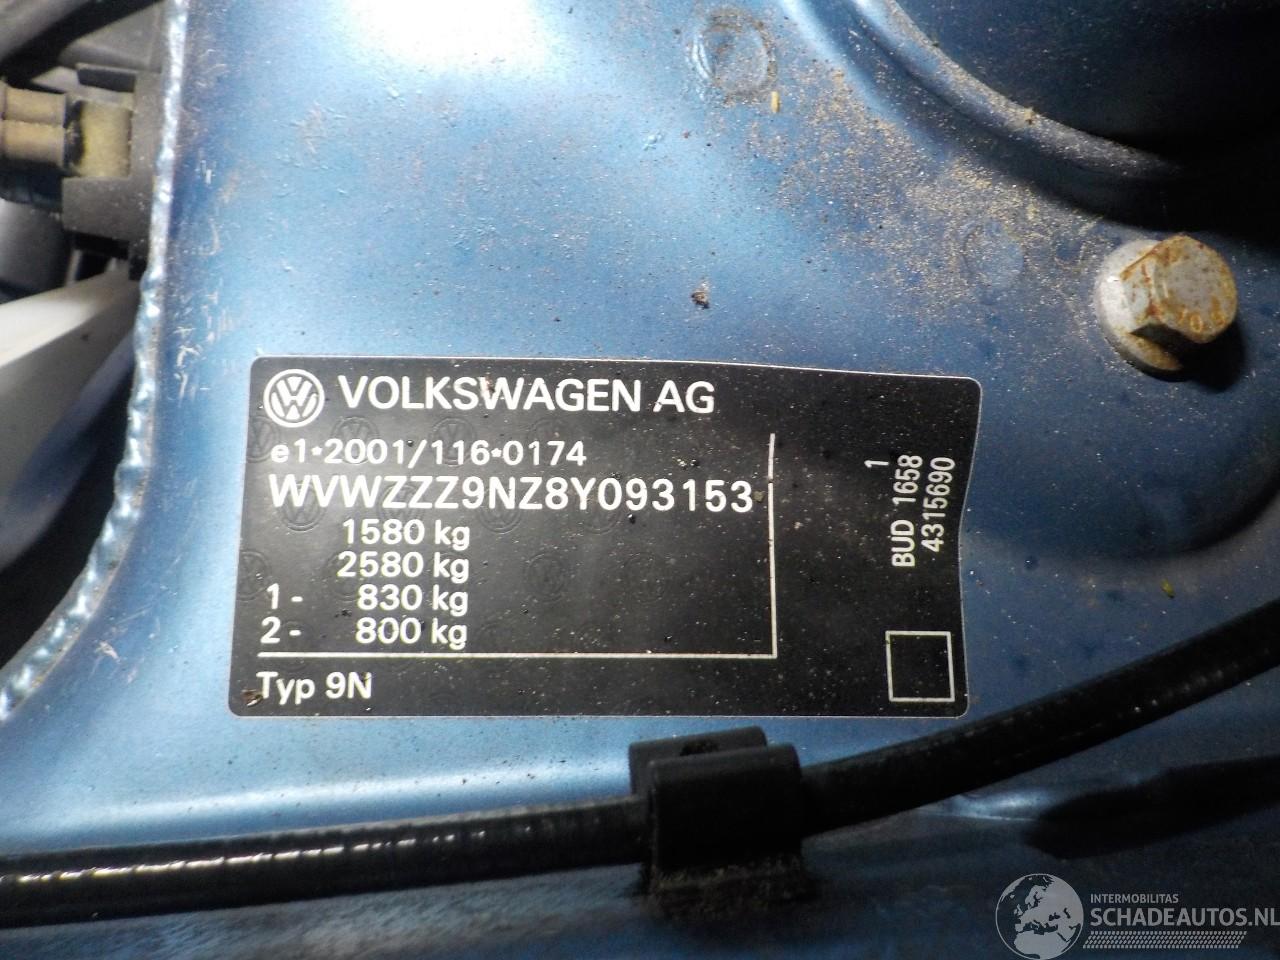 VOLKSWAGEN AG
e1*2001/116*0174
WVWZZZ9NZ8Y093153
1580 kg
2580 kg
1- 830 kg
2- 800 kg
Typ 9N
1
BUD 1658
4315690
INTERMOBILITAS
SCHADEAUTOS.NL